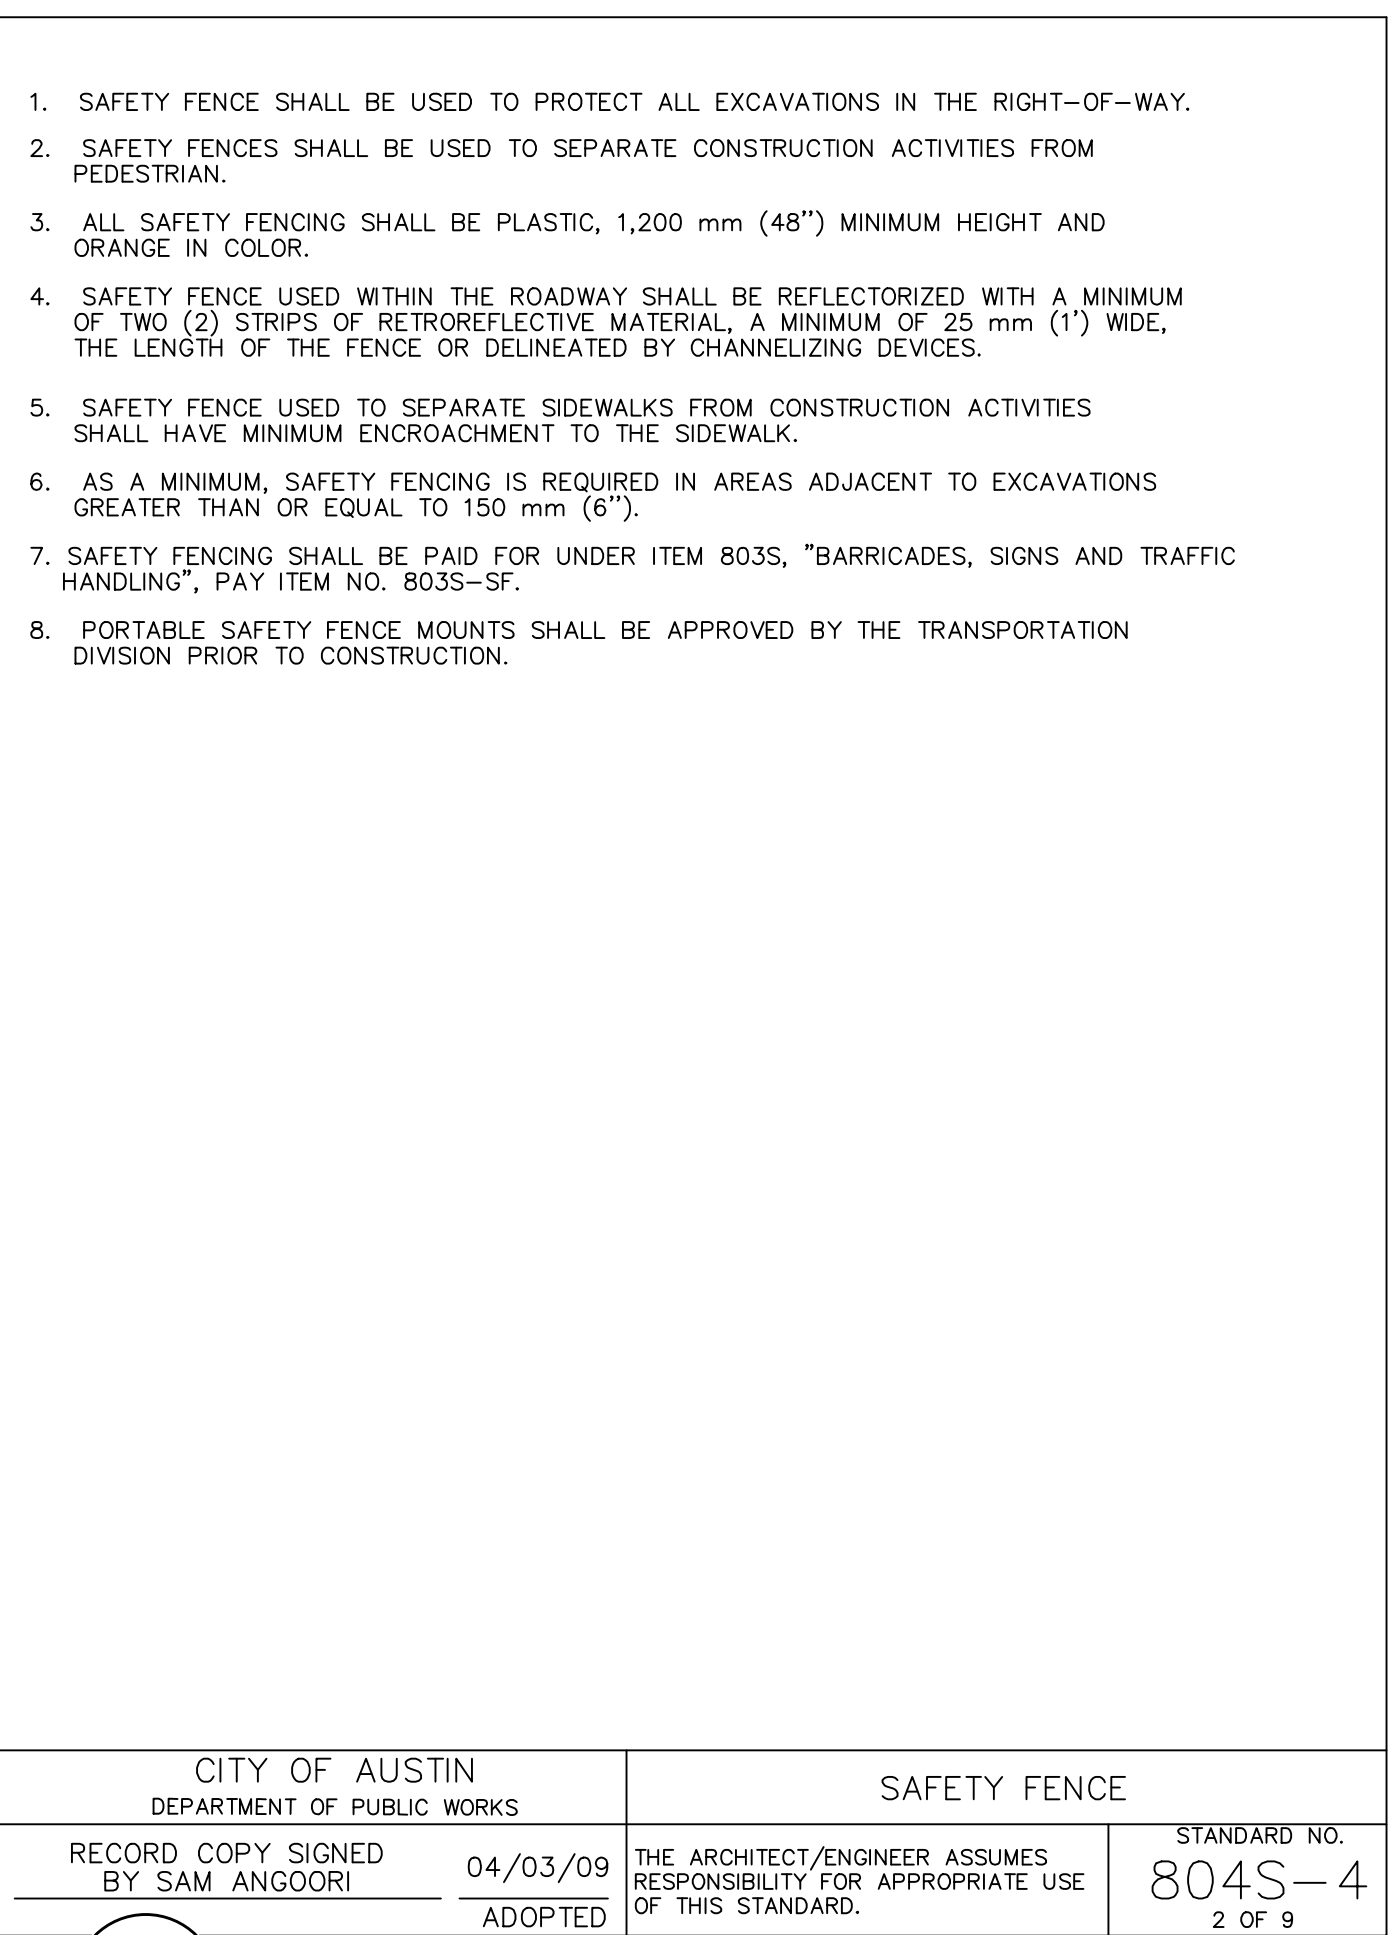 1. SAFETY FENCE SHALL BE USED TO PROTECT ALL EXCAVATIONS IN THE RIGHT-OF-WAY.
2. SAFETY FENCES SHALL BE USED TO SEPARATE CONSTRUCTION ACTIVITIES FROM
PEDESTRIAN.
3. ALL SAFETY FENCING SHALL BE PLASTIC, 1,200 mm (48'') MINIMUM HEIGHT AND
ORANGE IN COLOR.
4. SAFETY FENCE USED WITHIN THE ROADWAY SHALL BE REFLECTORIZED WITH A MINIMUM
OF TWO (2) STRIPS OF RETROREFLECTIVE MATERIAL, A MINIMUM OF 25 mm (1') WIDE,
THE LENGTH OF THE FENCE OR DELINEATED BY CHANNELIZING DEVICES.
5. SAFETY FENCE USED TO SEPARATE SIDEWALKS FROM CONSTRUCTION ACTIVITIES
SHALL HAVE MINIMUM ENCROACHMENT TO THE SIDEWALK.
6. AS A MINIMUM, SAFETY FENCING IS REQUIRED IN AREAS ADJACENT TO EXCAVATIONS
GREATER THAN OR EQUAL TO 150 mm (6'').
7. SAFETY FENCING SHALL BE PAID FOR UNDER ITEM 803S, "BARRICADES, SIGNS AND TRAFFIC
HANDLING", PAY ITEM NO. 803S-SF.
8. PORTABLE SAFETY FENCE MOUNTS SHALL BE APPROVED BY THE TRANSPORTATION
DIVISION PRIOR TO CONSTRUCTION.
CITY OF AUSTIN
DEPARTMENT OF PUBLIC WORKS
SAFETY FENCE
RECORD COPY SIGNED
BY SAM ANGOORI
04/03/09
ADOPTED
THE ARCHITECT/ENGINEER ASSUMES
RESPONSIBILITY FOR APPROPRIATE USE
OF THIS STANDARD.
STANDARD NO.
804S-4
2 OF 9